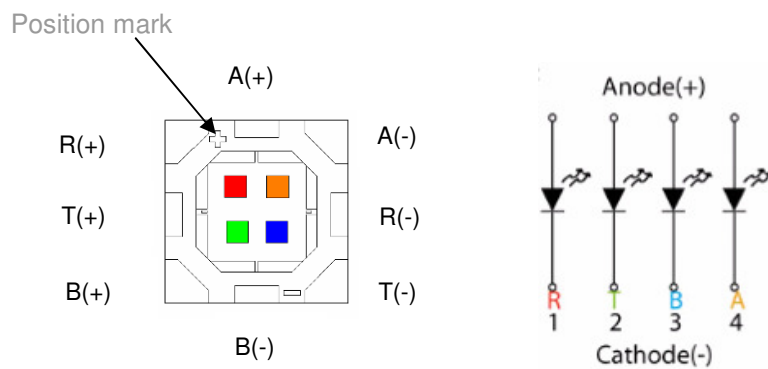 Position mark
A(+)
R(+)
A(-)
T(+)
R(-)
B(+)
T(-)
B(-)
Anode(+)
R T B A
1 2 3 4
Cathode(-)